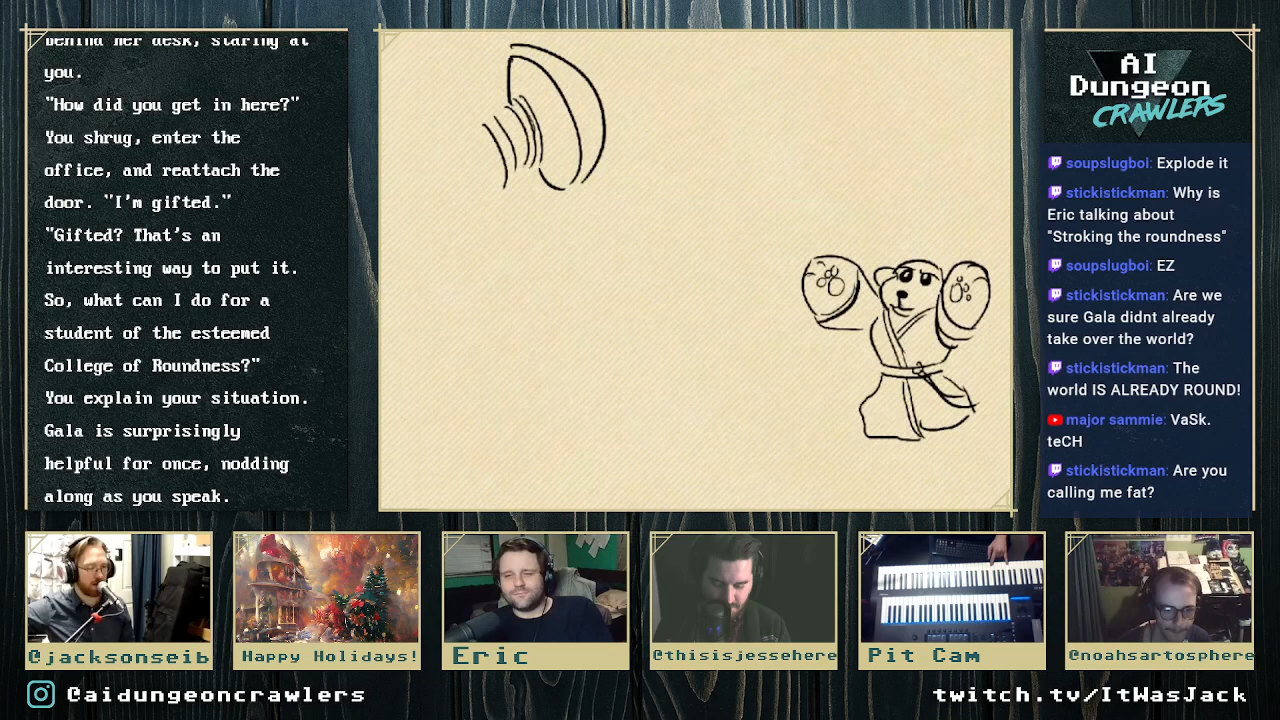 behind her desk, staring at
you.
"How did you get in here?"
You shrug, enter the
office, and reattach the
door. "I'm gifted."
"Gifted? That's an
interesting way to put it.
So, what can I do for a
student of the esteemed
College of Roundness?"
You explain your situation.
Gala is surprisingly
helpful for once, nodding
along as you speak.
AI
Dungeon
CRAWLERS
soupslugboi: Explode it
stickistickman: Why is
Eric talking about
"Stroking the roundness"
soupslugboi: EZ
stickistickman: Are we
sure Gala didnt already
take over the world?
stickistickman: The
world IS ALREADY ROUND!
major sammie: VaSk.
teCH
stickistickman: Are you
calling me fat?
@jacksonseib
Happy Holidays!
Eric
@thisisjessehere
Pit Cam
@noahsartosphere
@aidungeoncrawlers
twitch.tv/ItWasJack